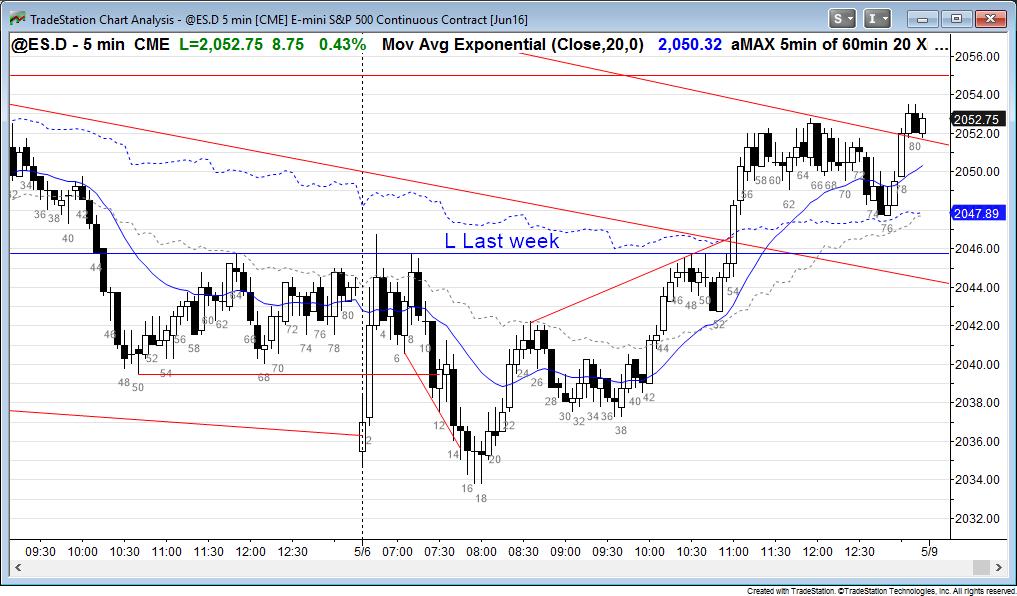 TradeStation Chart Analysis - @ES.D 5 min [CME] E-mini S&P 500 Continuous Contract [Jun16]
S I
@ES.D - 5 min CME L=2,052.75 8.75 0.43% Mov Avg Exponential (Close,20,0) 2,050.32 aMAX 5min of 60min 20 X ...
2056.00
2054.00
2052.75
2052.00
2050.00
2047.89
2046.00
2044.00
2042.00
2040.00
2038.00
2036.00
2034.00
2032.00
L Last week
34 36 38 40 42 44 46 48 50 52 54 56 58 60 62 64 66 68 70 72 74 76 78 80
2 6 8 10 12 14 16 18 20 22 24 26 28 30 32 34 36 38 40 42 44 46 48 50 52 54 56 58 60 62 64 66 68 70 72 74 76 78 80
09:30 10:00 10:30 11:00 11:30 12:00 12:30 5/6 07:00 07:30 08:00 08:30 09:00 09:30 10:00 10:30 11:00 11:30 12:00 12:30 5/9
Created with TradeStation. ©TradeStation Technologies, Inc. All rights reserved.